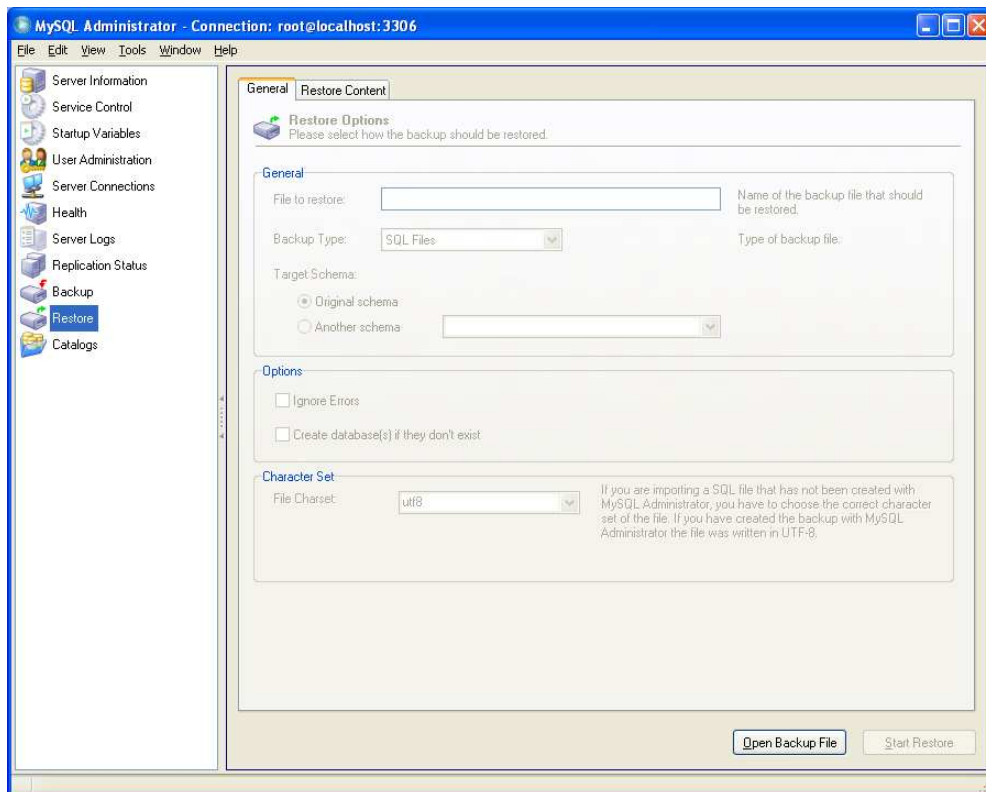 MySQL Administrator - Connection: root@localhost:3306
File Edit View Tools Window Help
Server Information
Service Control
Startup Variables
User Administration
Server Connections
Health
Server Logs
Replication Status
Backup
Restore
Catalogs
General Restore Content
Restore Options
Please select how the backup should be restored.
General
File to restore:
Name of the backup file that should
be restored.
Backup Type: SQL Files
Type of backup file.
Target Schema:
Original schema
Another schema
Options
Ignore Errors
Create database(s) if they don't exist
Character Set
File Charset: utf8
If you are importing a SQL file that has not been created with
MySQL Administrator, you have to choose the correct character
set of the file. If you have created the backup with MySQL
Administrator the file was written in UTF-8.
Open Backup File Start Restore